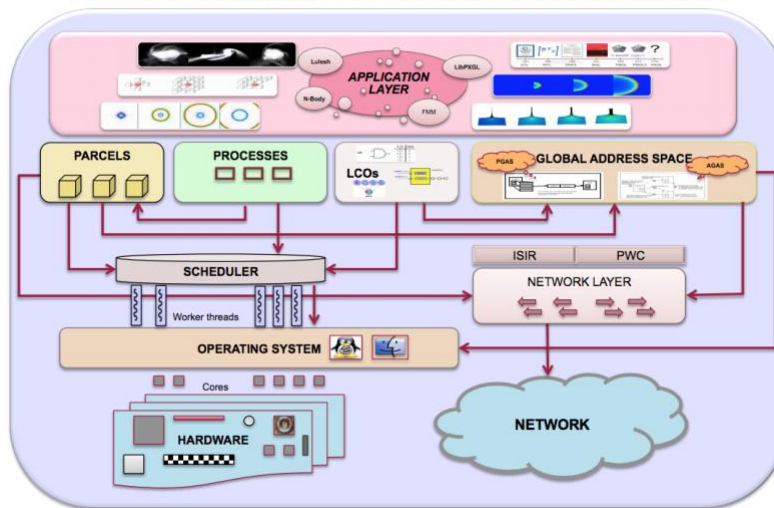 Lulesh
LibPXGL
APPLICATION
LAYER
N-Body
FMM
PARCELS
PROCESSES
LCOs
GLOBAL ADDRESS SPACE
PGAS
AGAS
SCHEDULER
ISIR
PWC
NETWORK LAYER
Worker threads
OPERATING SYSTEM
Cores
HARDWARE
NETWORK